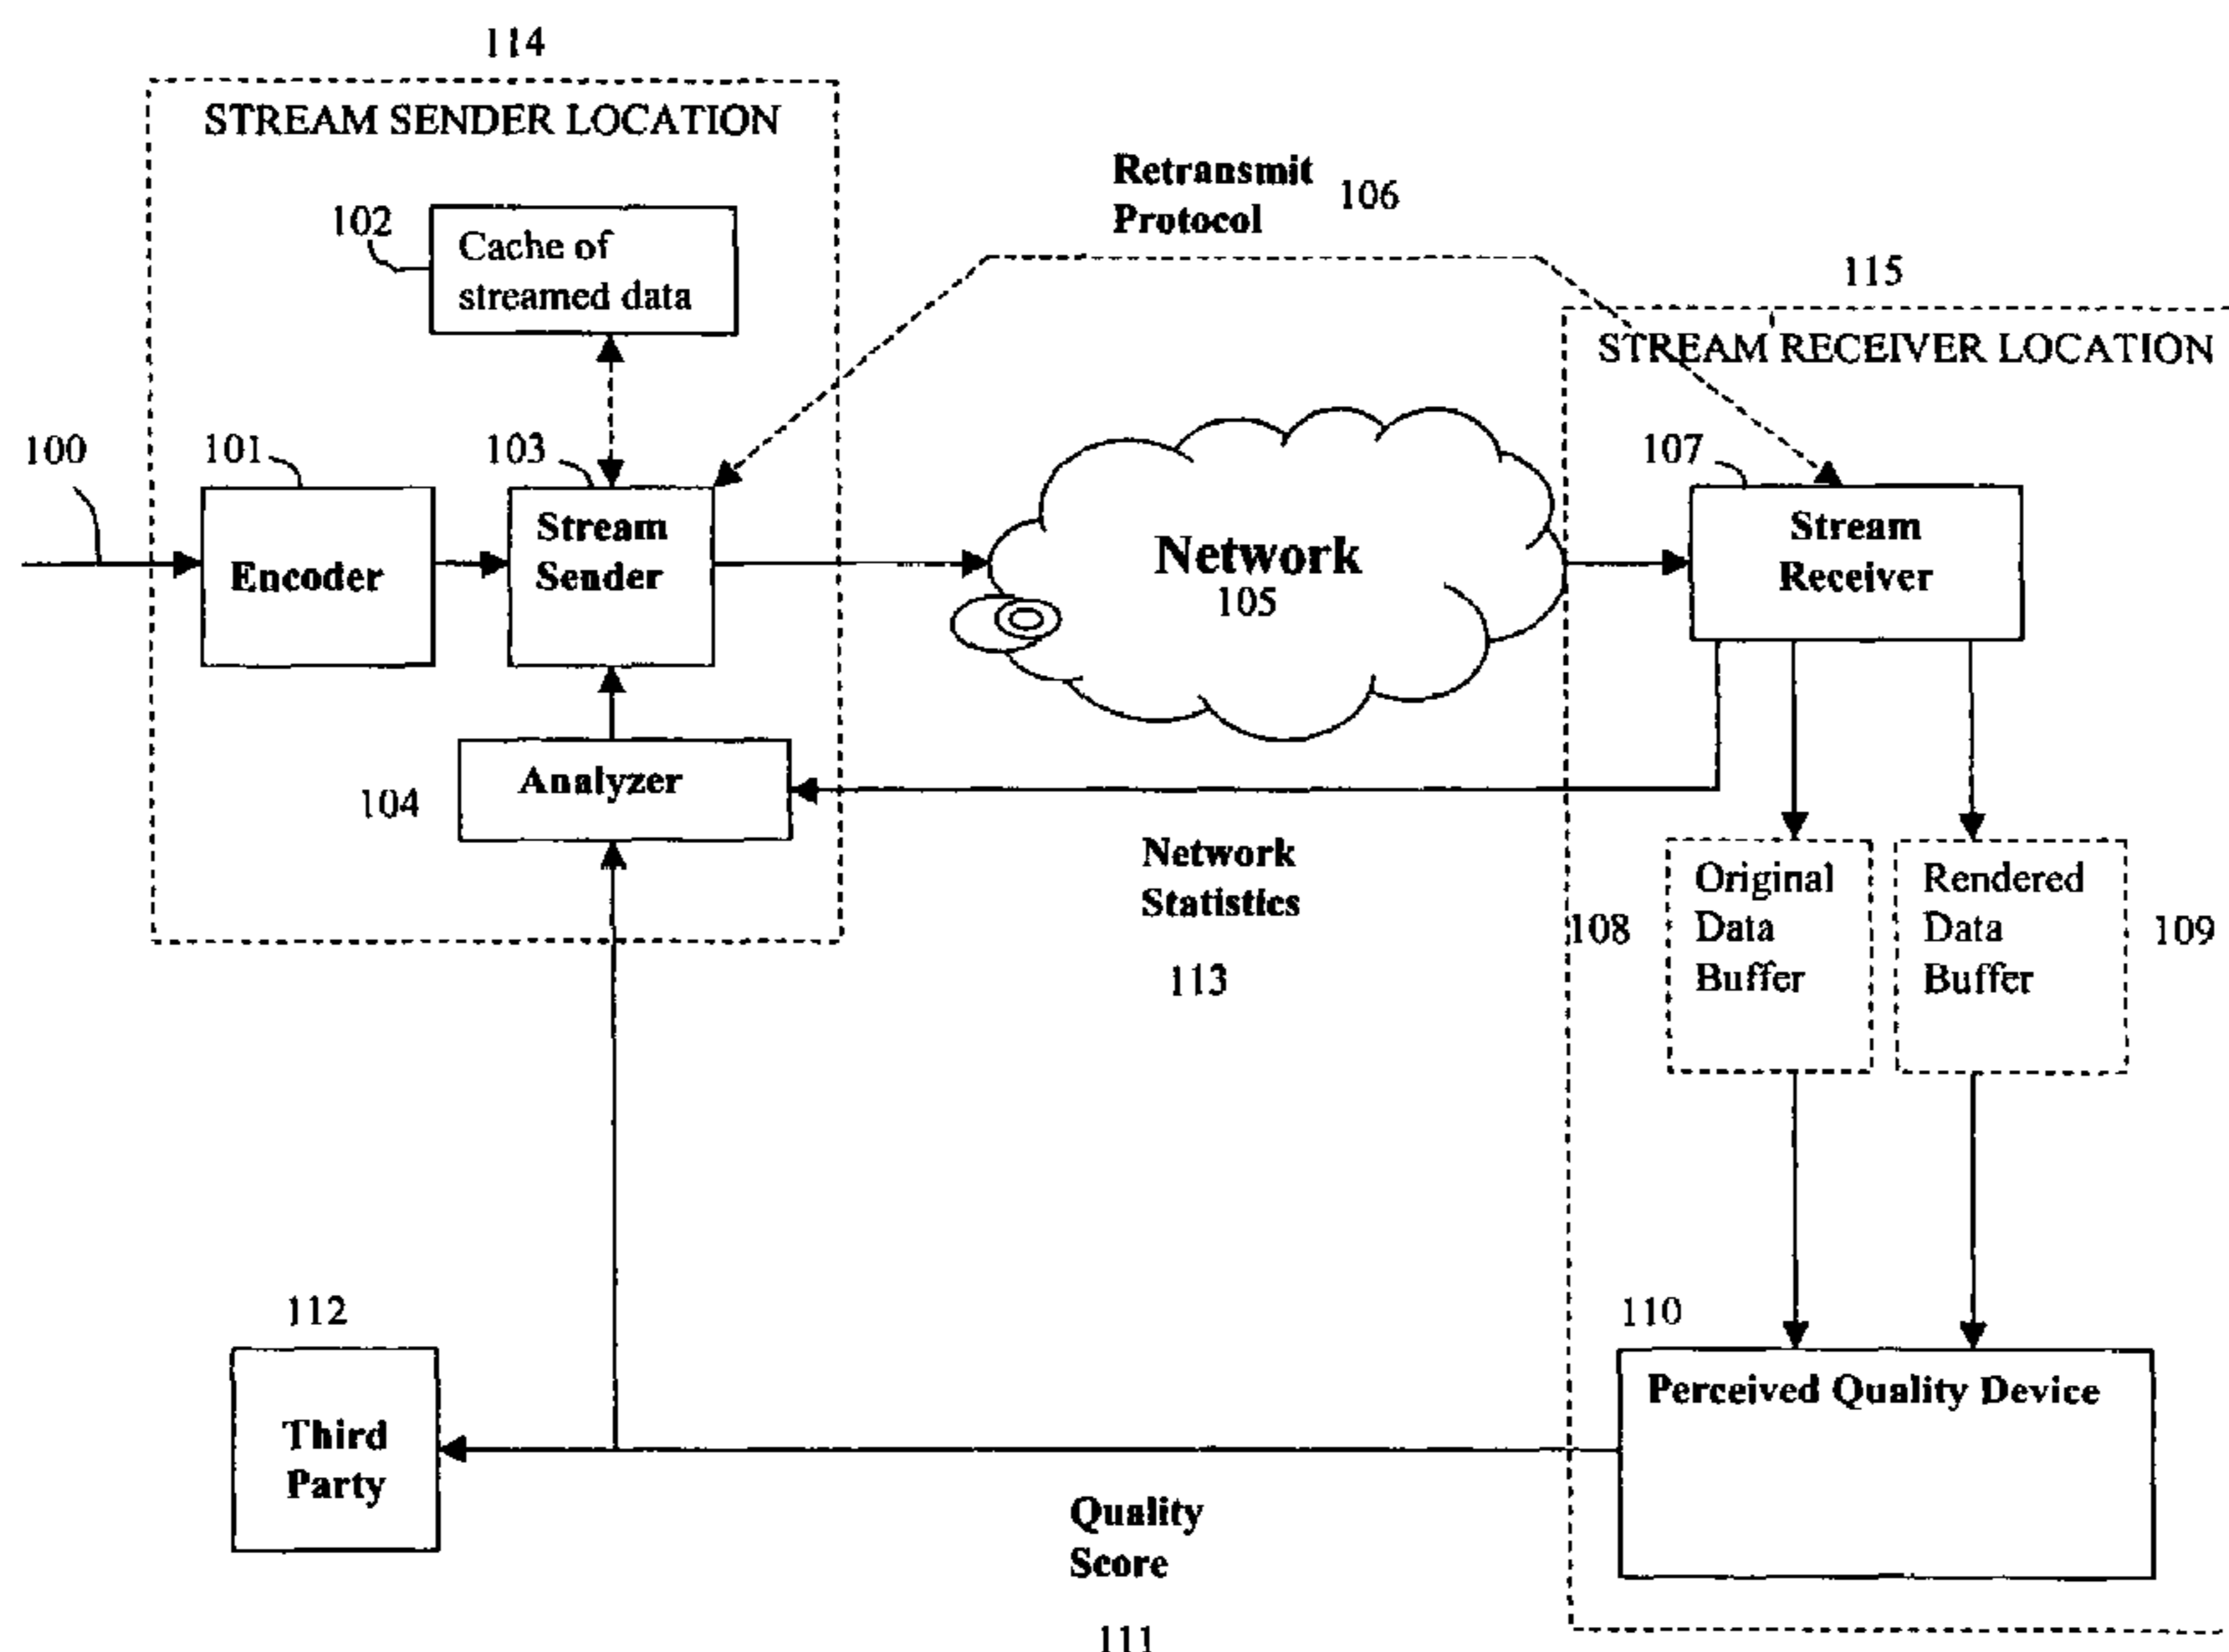 114
STREAM SENDER LOCATION
Retransmit
Protocol
106
102
Cache of
streamed data
115
STREAM RECEIVER LOCATION
100
101
103
107
Encoder
Stream
Sender
Network
105
Stream
Receiver
Analyzer
104
Network
Statistics
113
108
Original
Data
Buffer
Rendered
Data
Buffer
109
112
Third
Party
110
Perceived Quality Device
Quality
Score
111